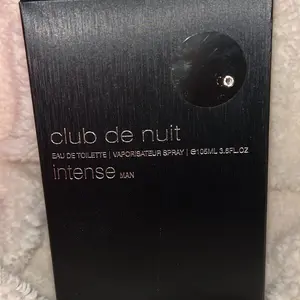 club de nuit
EAU DE TOILETTE | VAPORISATEUR SPRAY | ℮105ML 3.6FL.OZ
intense MAN